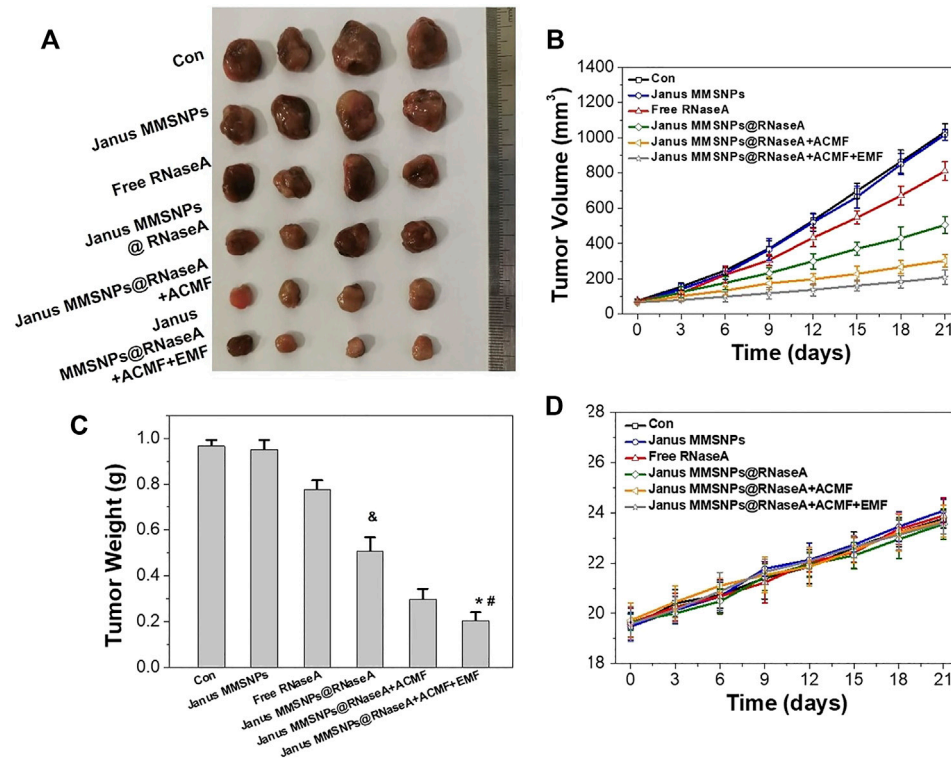 A
Con
Janus MMSNPs
Free RNaseA
Janus MMSNPs
@ RNaseA
Janus MMSNPs@RNaseA
+ACMF
Janus
MMSNPs@RNaseA
+ACMF+EMF
B
Tumor Volume (mm³)
1400
1200
1000
800
600
400
200
0
Con
Janus MMSNPs
Free RNaseA
Janus MMSNPs@RNaseA
Janus MMSNPs@RNaseA+ACMF
Janus MMSNPs@RNaseA+ACMF+EMF
0 3 6 9 12 15 18 21
Time (days)
C
Tumor Weight (g)
1.0
0.8
0.6
0.4
0.2
0.0
&
* #
Con
Janus MMSNPs
Free RNaseA
Janus MMSNPs@RNaseA
Janus MMSNPs@RNaseA+ACMF
Janus MMSNPs@RNaseA+ACMF+EMF
D
26
24
22
20
18
Con
Janus MMSNPs
Free RNaseA
Janus MMSNPs@RNaseA
Janus MMSNPs@RNaseA+ACMF
Janus MMSNPs@RNaseA+ACMF+EMF
0 3 6 9 12 15 18 21
Time (days)